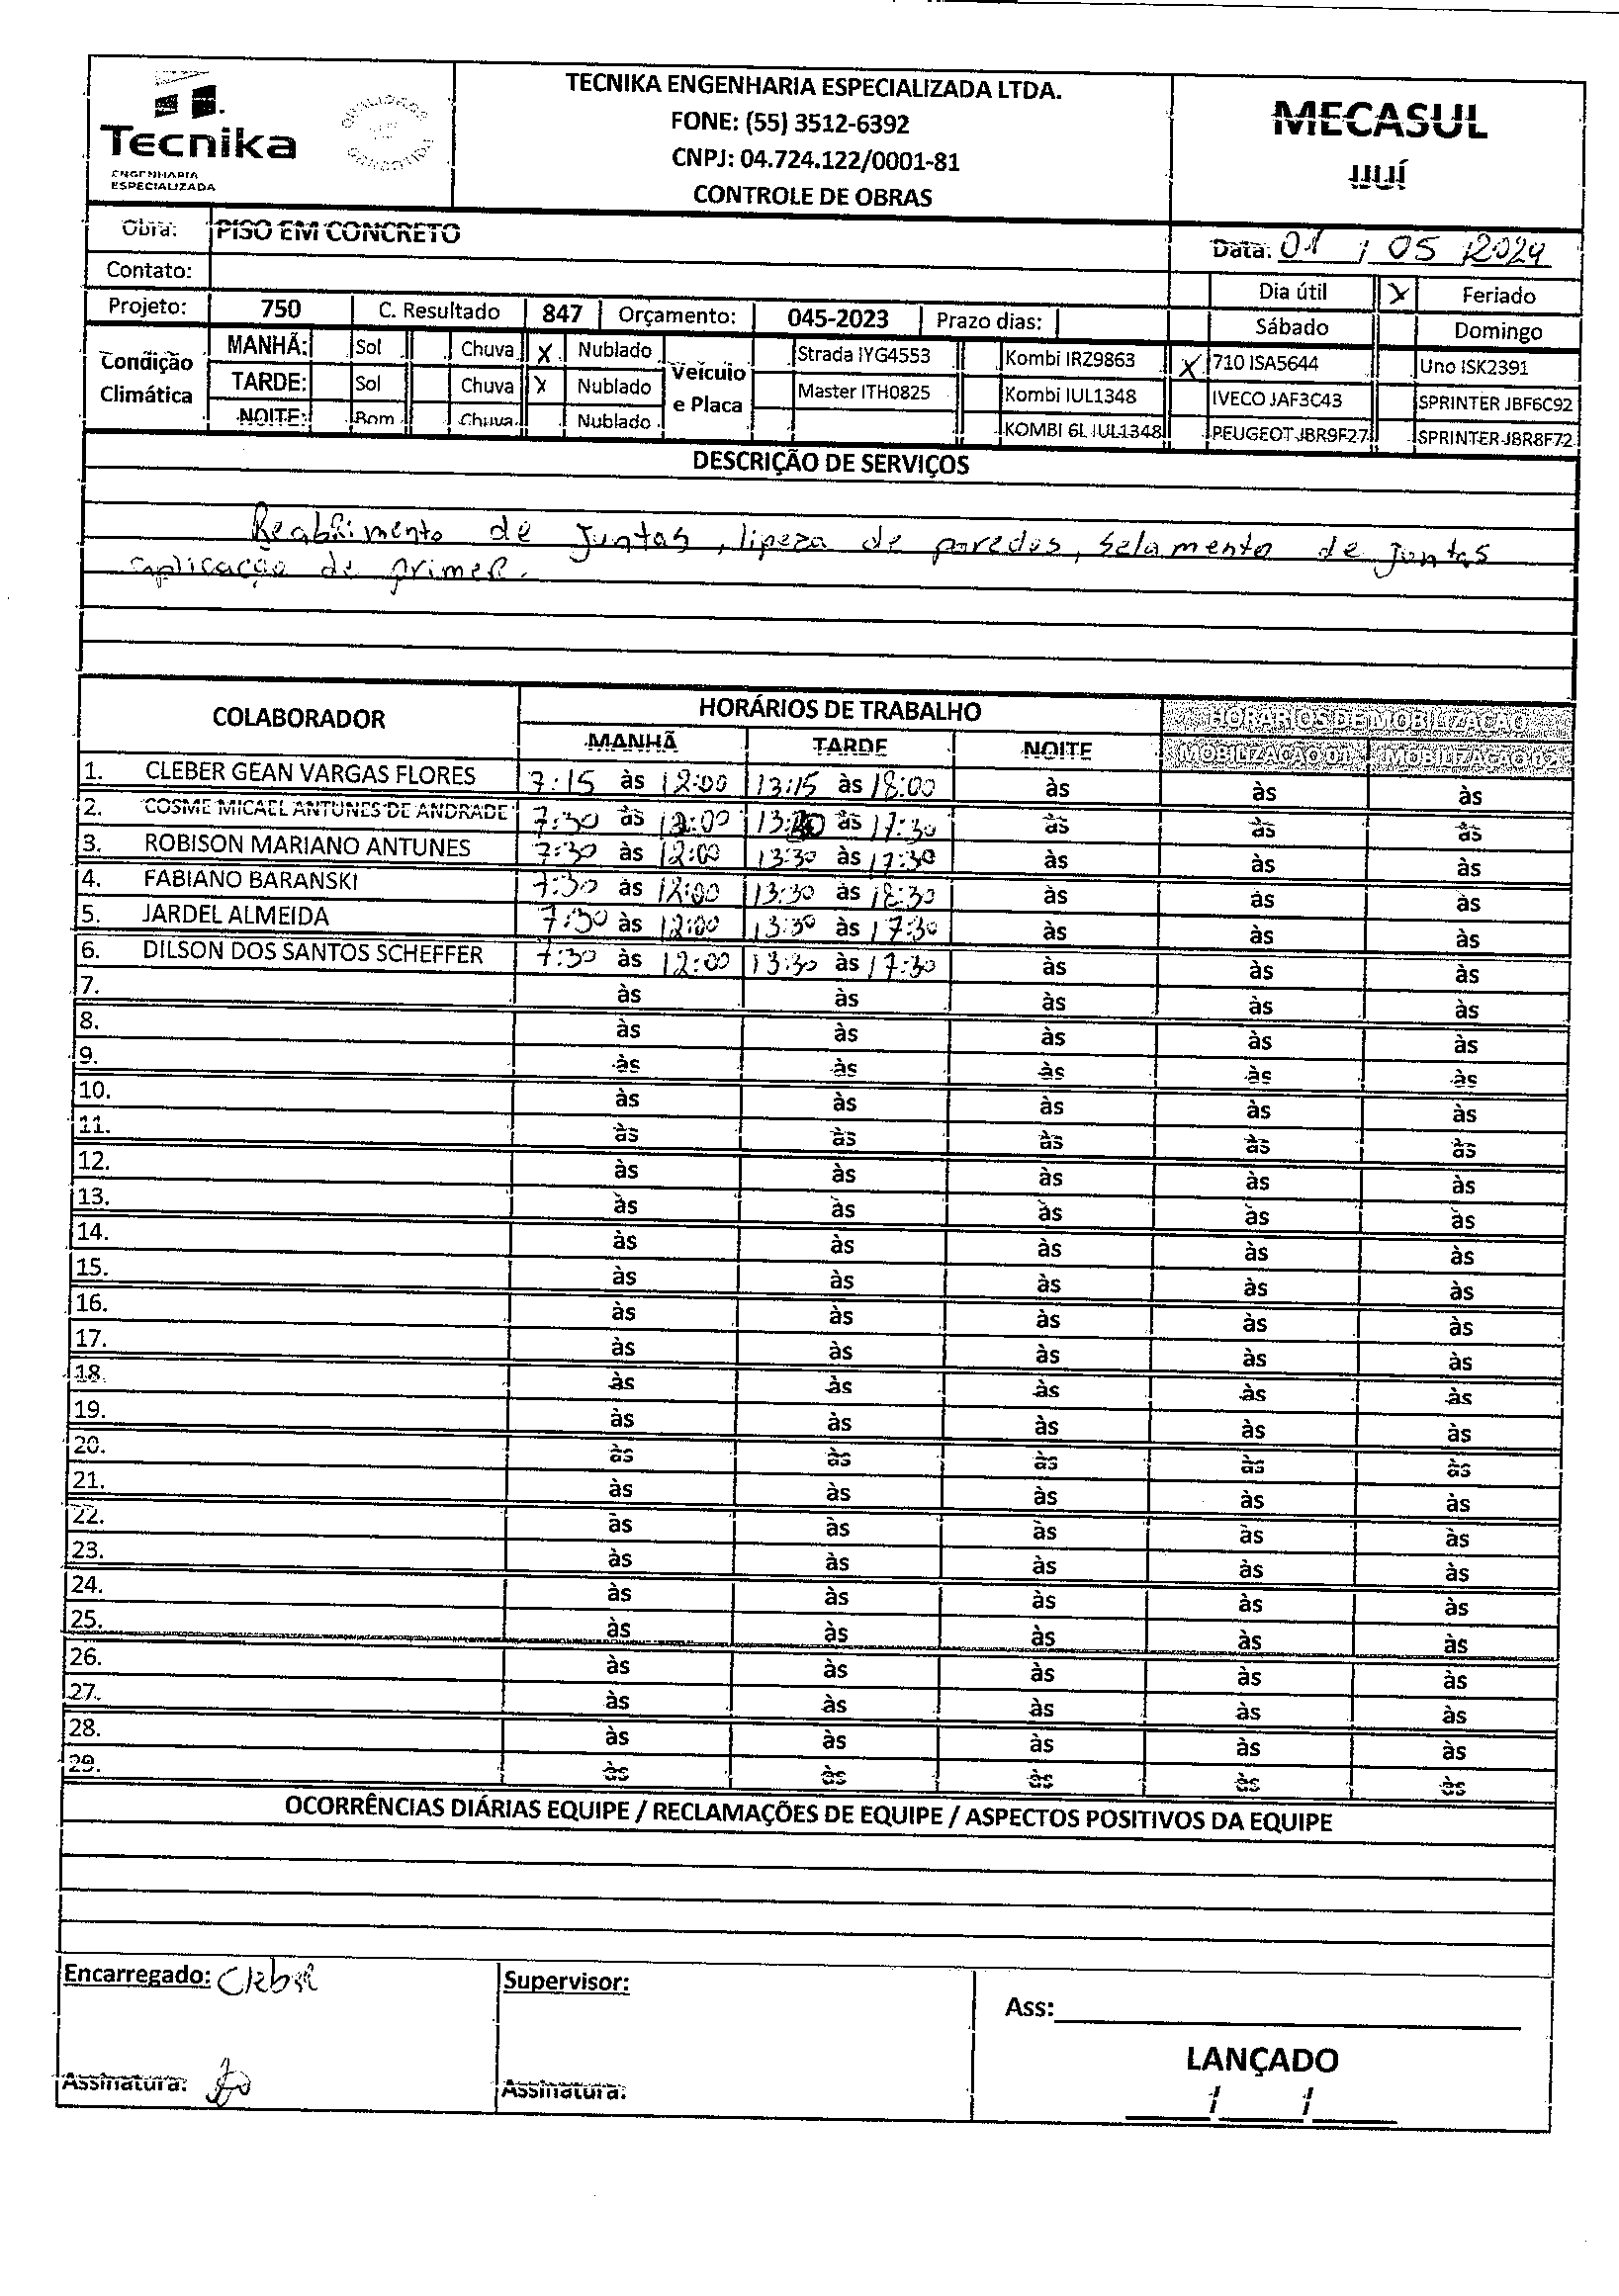 Tecnika
ENGENHARIA
ESPECIALIZADA
QUALIDADE
GARANTIDA
TECNIKA ENGENHARIA ESPECIALIZADA LTDA.
FONE: (55) 3512-6392
CNPJ: 04.724.122/0001-81
CONTROLE DE OBRAS
MECASUL
IJUÍ
Obra: PISO EM CONCRETO
Data: 01 / 05 /2024
Contato:
Dia útil X Feriado
Projeto: 750 C. Resultado 847 Orçamento: 045-2023 Prazo dias: Sábado Domingo
Condição Climática
MANHÃ: Sol Chuva X Nublado
TARDE: Sol Chuva X Nublado
NOITE: Bom Chuva Nublado
Veículo e Placa
Strada IYG4553 Kombi IRZ9863 X 710 ISA5644 Uno ISK2391
Master ITH0825 Kombi IUL1348 IVECO JAF3C43 SPRINTER JBF6C92
KOMBI 6L IUL1348 PEUGEOT JBR9F27 SPRINTER JBR8F72
DESCRIÇÃO DE SERVIÇOS
Reabrimento de juntas, lipeza de paredes, selamento de juntas
aplicação de primer.
COLABORADOR HORÁRIOS DE TRABALHO HORÁRIOS DE MOBILIZAÇÃO
MANHÃ TARDE NOITE MOBILIZAÇÃO 01 MOBILIZAÇÃO 02
1. CLEBER GEAN VARGAS FLORES 7:15 às 12:00 13:15 às 18:00 às às às
2. COSME MICAEL ANTUNES DE ANDRADE 7:30 às 12:00 às 17:30 às às às
3. ROBISON MARIANO ANTUNES 7:30 às 12:00 13:30 às 17:30 às às às
4. FABIANO BARANSKI 7:30 às 12:00 13:30 às 18:30 às às às
5. JARDEL ALMEIDA 7:30 às 12:00 13:30 às 17:30 às às às
6. DILSON DOS SANTOS SCHEFFER 7:30 às 12:00 13:30 às 17:30 às às às
7. às às às às às
8. às às às às às
9. às às às às às
10. às às às às às
11. às às às às às
12. às às às às às
13. às às às às às
14. às às às às às
15. às às às às às
16. às às às às às
17. às às às às às
18. às às às às às
19. às às às às às
20. às às às às às
21. às às às às às
22. às às às às às
23. às às às às às
24. às às às às às
25. às às às às às
26. às às às às às
27. às às às às às
28. às às às às às
29. às às às às às
OCORRÊNCIAS DIÁRIAS EQUIPE / RECLAMAÇÕES DE EQUIPE / ASPECTOS POSITIVOS DA EQUIPE
Encarregado: Cleber
Supervisor:
Ass:
LANÇADO
Assinatura:
Assinatura:
/ /